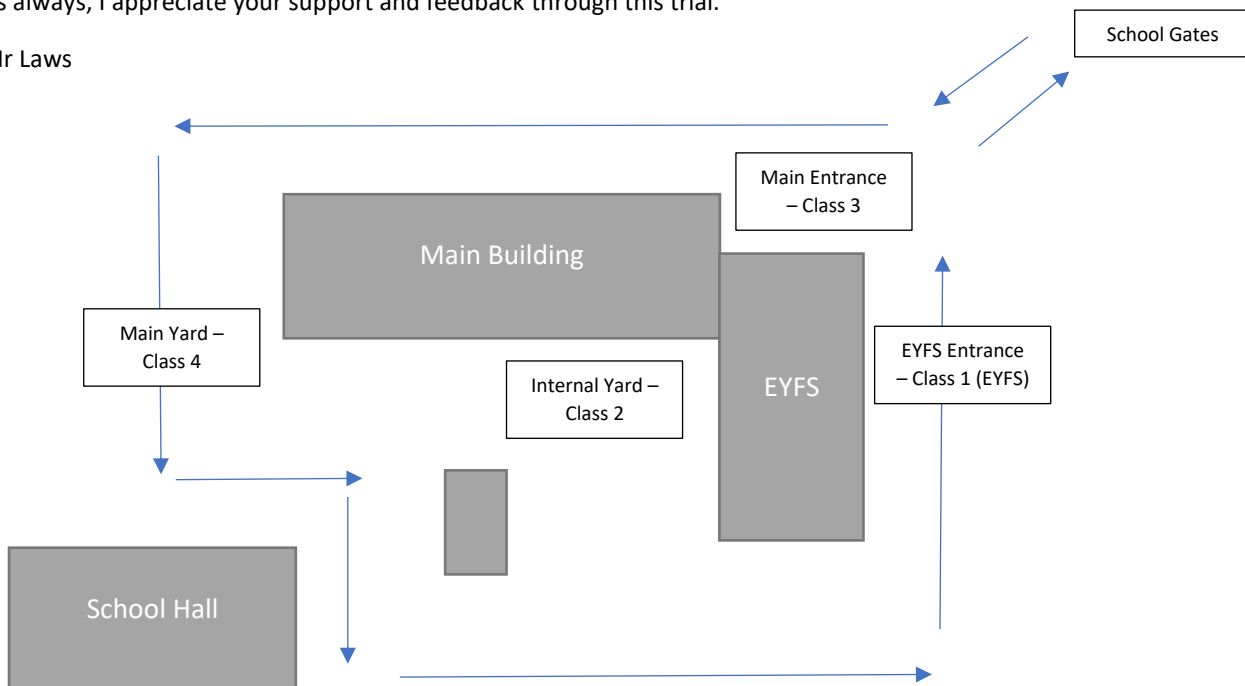 always, I appreciate your support and feedback through this trial.
Laws
School Gates
Main Entrance
– Class 3
Main Building
Main Yard –
Class 4
EYFS Entrance
– Class 1 (EYFS)
Internal Yard –
Class 2
EYFS
School Hall